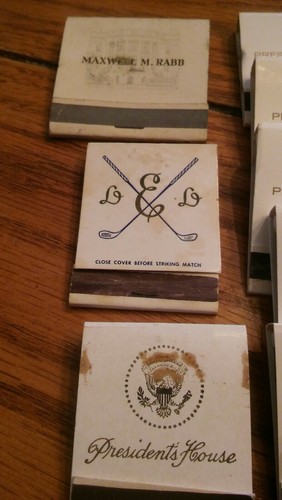 MAXWELL M. RABB
D E D
CLOSE COVER BEFORE STRIKING MATCH
President's House